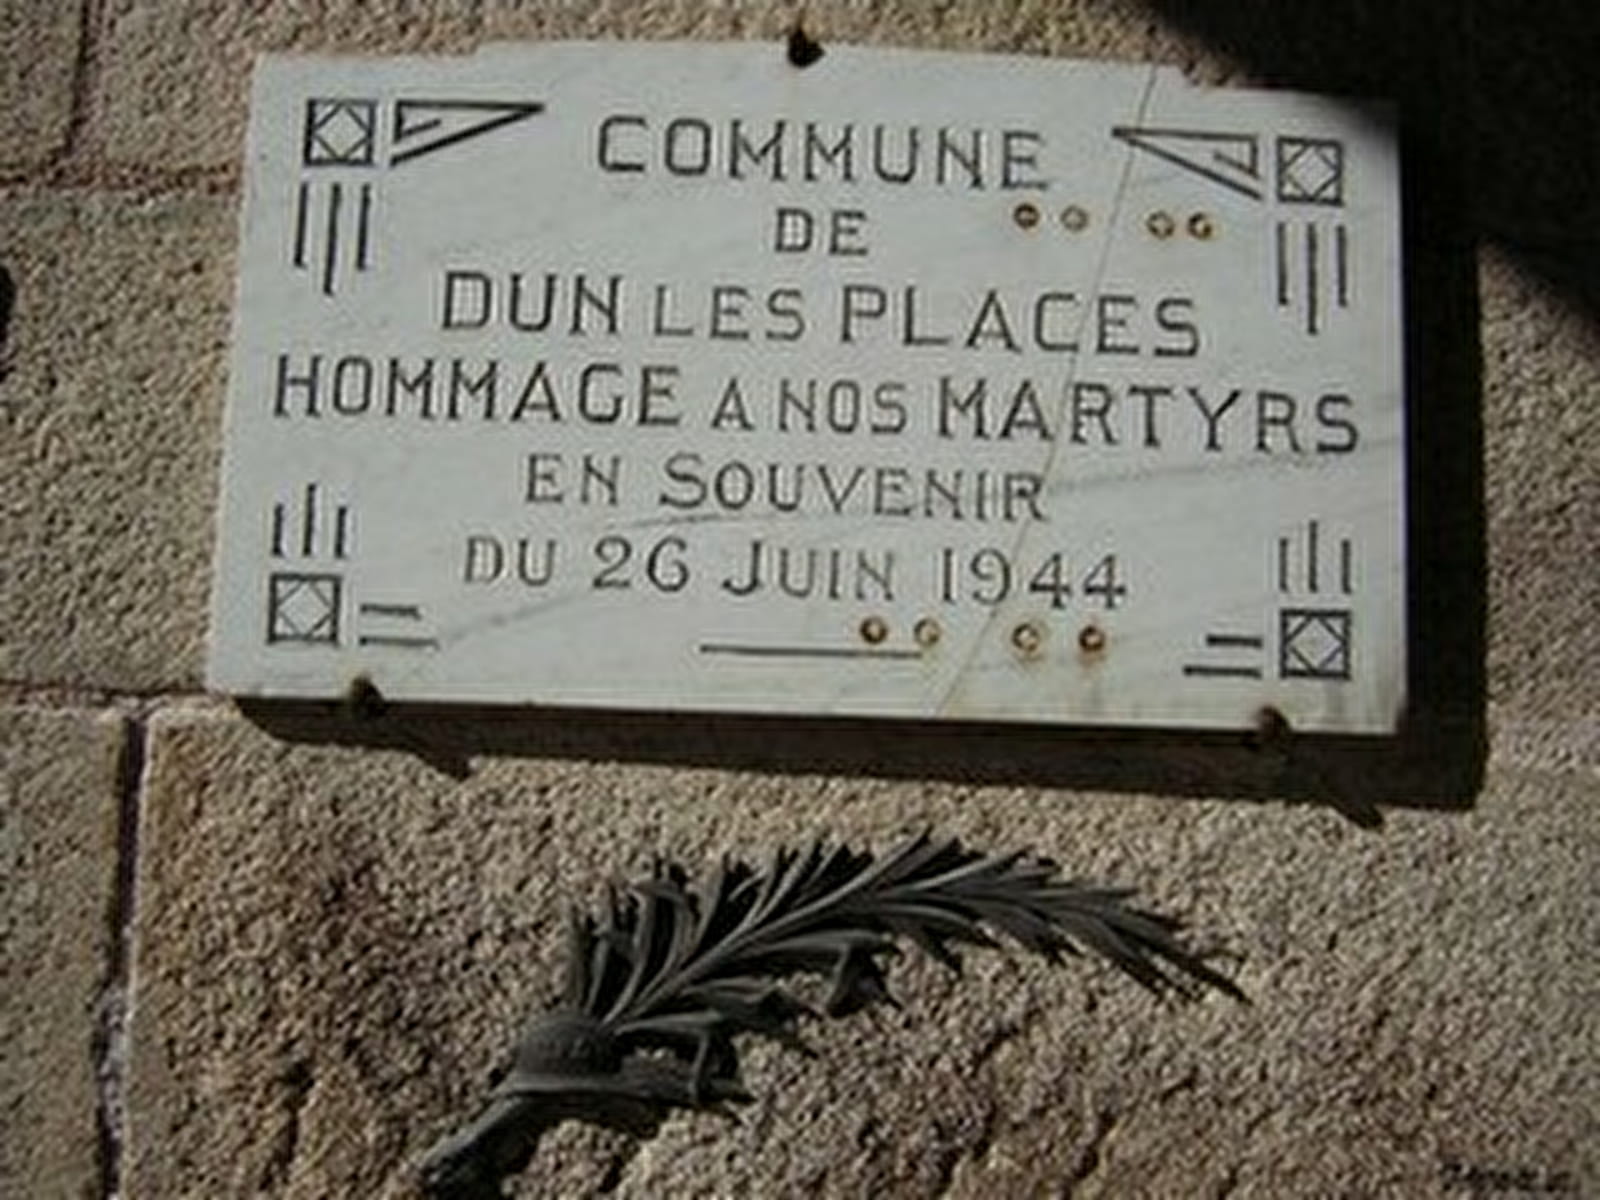 COMMUNE
DE
DUN LES PLACES
HOMMAGE A NOS MARTYRS
EN SOUVENIR
DU 26 JUIN 1944